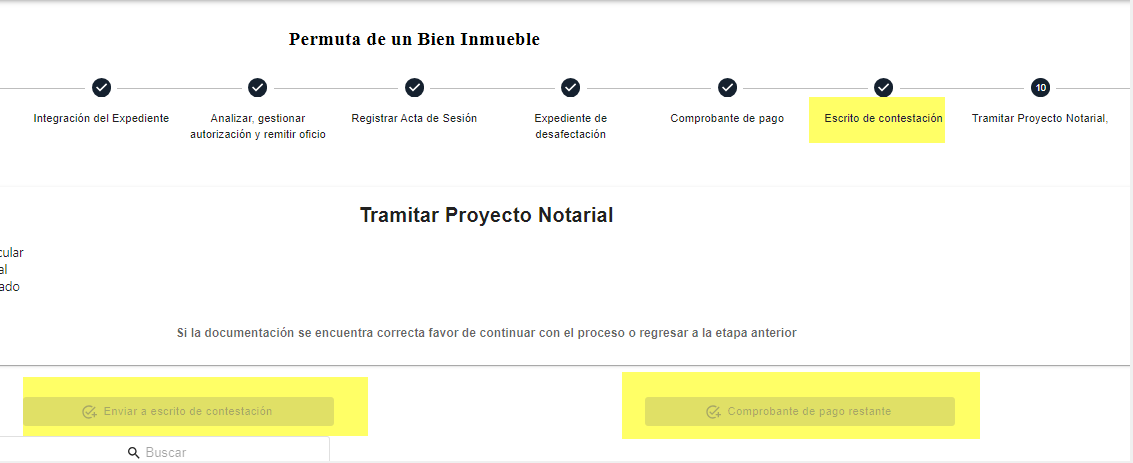 Permuta de un Bien Inmueble
10
Integración del Expediente
Analizar, gestionar
autorización y remitir oficio
Registrar Acta de Sesión
Expediente de
desafectación
Comprobante de pago
Escrito de contestación
Tramitar Proyecto Notarial,
Tramitar Proyecto Notarial
cular
al
ado
Si la documentación se encuentra correcta favor de continuar con el proceso o regresar a la etapa anterior
Enviar a escrito de contestación
Comprobante de pago restante
Buscar